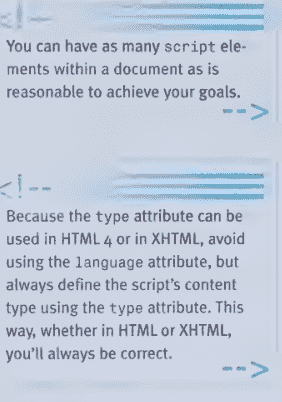 <!--
You can have as many script ele-
ments within a document as is
reasonable to achieve your goals.
-->
<!--
Because the type attribute can be
used in HTML 4 or in XHTML, avoid
using the language attribute, but
always define the script's content
type using the type attribute. This
way, whether in HTML or XHTML,
you'll always be correct.
-->